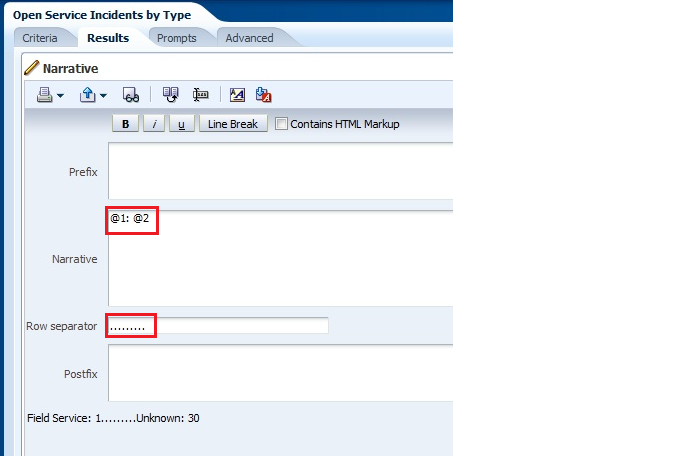 Open Service Incidents by Type
Criteria Results Prompts Advanced
Narrative
B i u Line Break Contains HTML Markup
Prefix
@1: @2
Narrative
Row separator .........
Postfix
Field Service: 1.........Unknown: 30